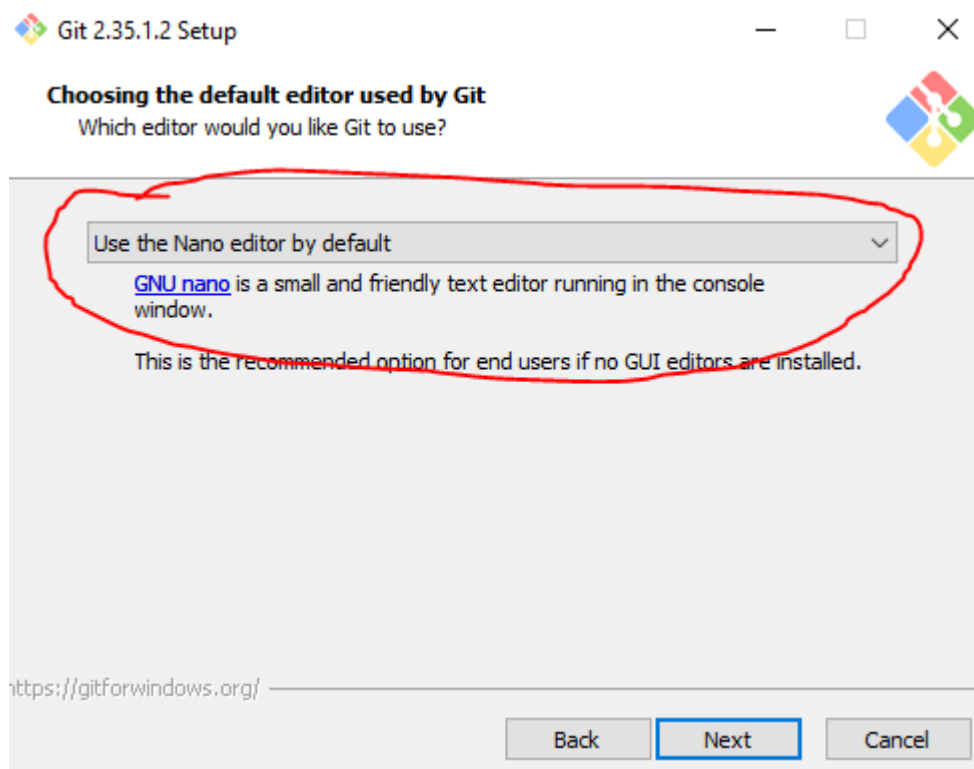 Git 2.35.1.2 Setup
Choosing the default editor used by Git
Which editor would you like Git to use?
Use the Nano editor by default
GNU nano is a small and friendly text editor running in the console
window.
This is the recommended option for end users if no GUI editors are installed.
https://gitforwindows.org/
Back Next Cancel